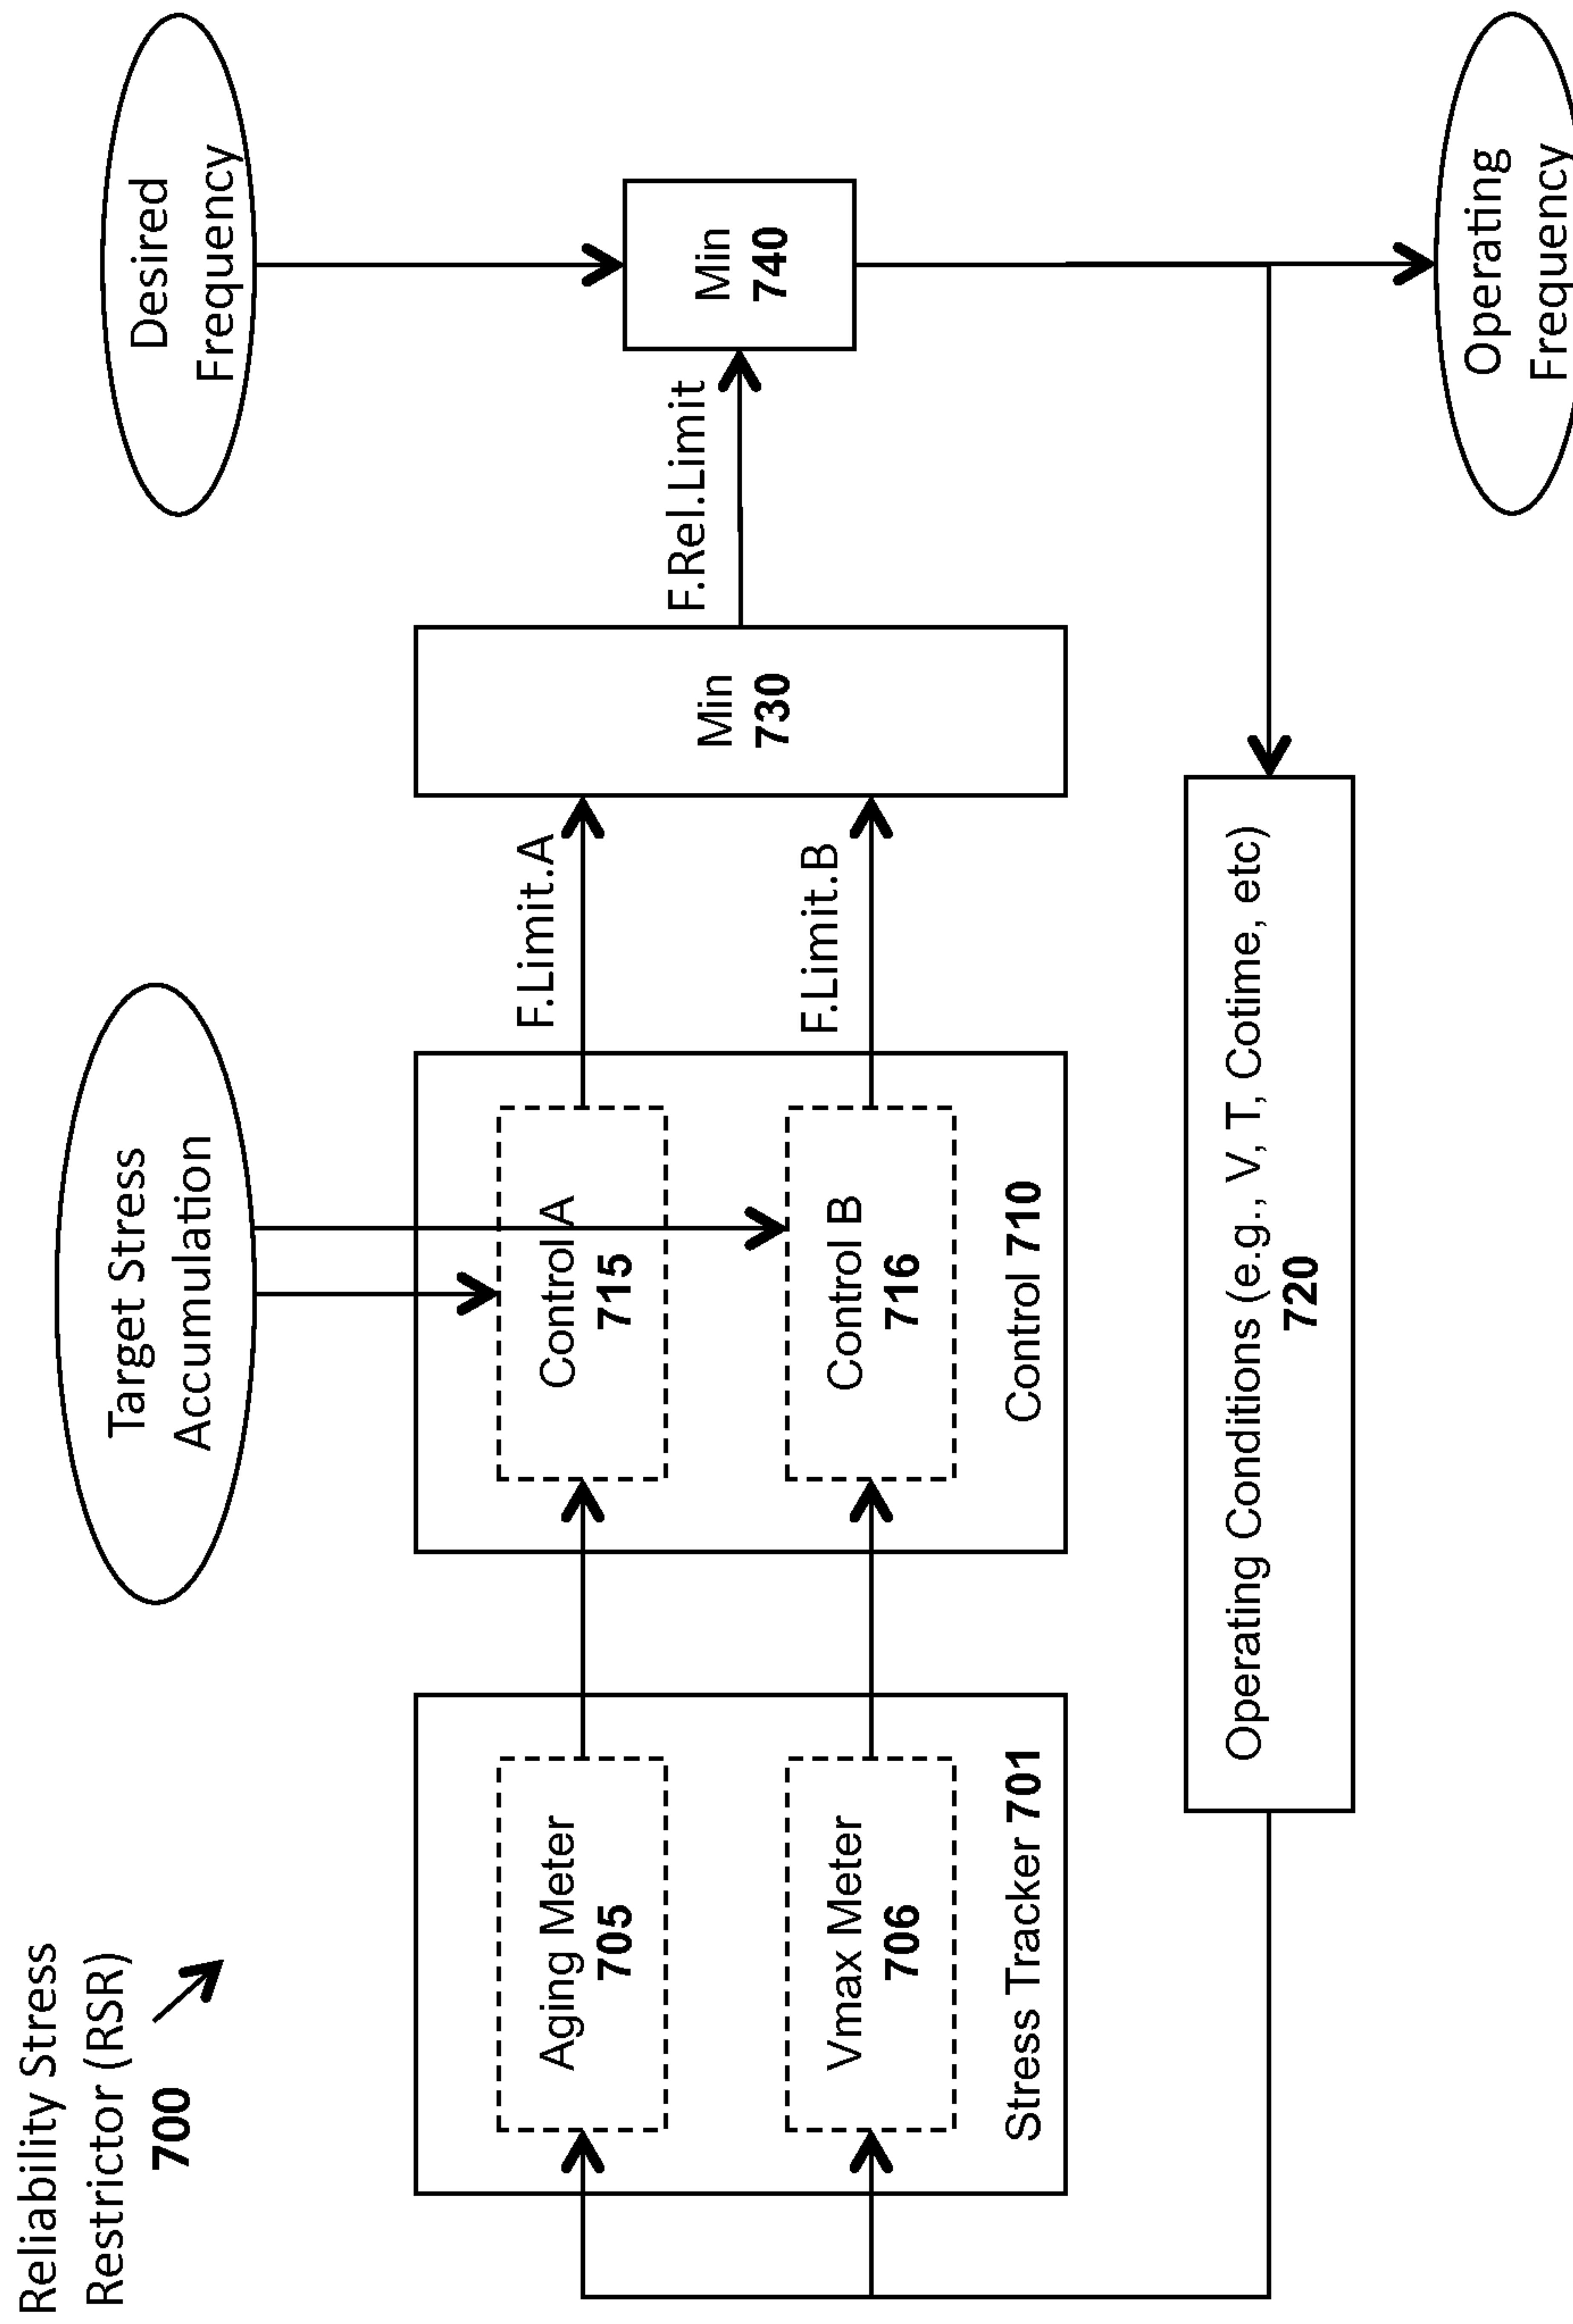 Reliability Stress
Restrictor (RSR)
700
Target Stress
Accumulation
Desired
Frequency
Aging Meter
705
Vmax Meter
706
Stress Tracker 701
Control A
715
Control B
716
Control 710
F.Limit.A
F.Limit.B
Min
730
F.Rel.Limit
Min
740
Operating Conditions (e.g., V, T, Cotime, etc)
720
Operating
Frequency